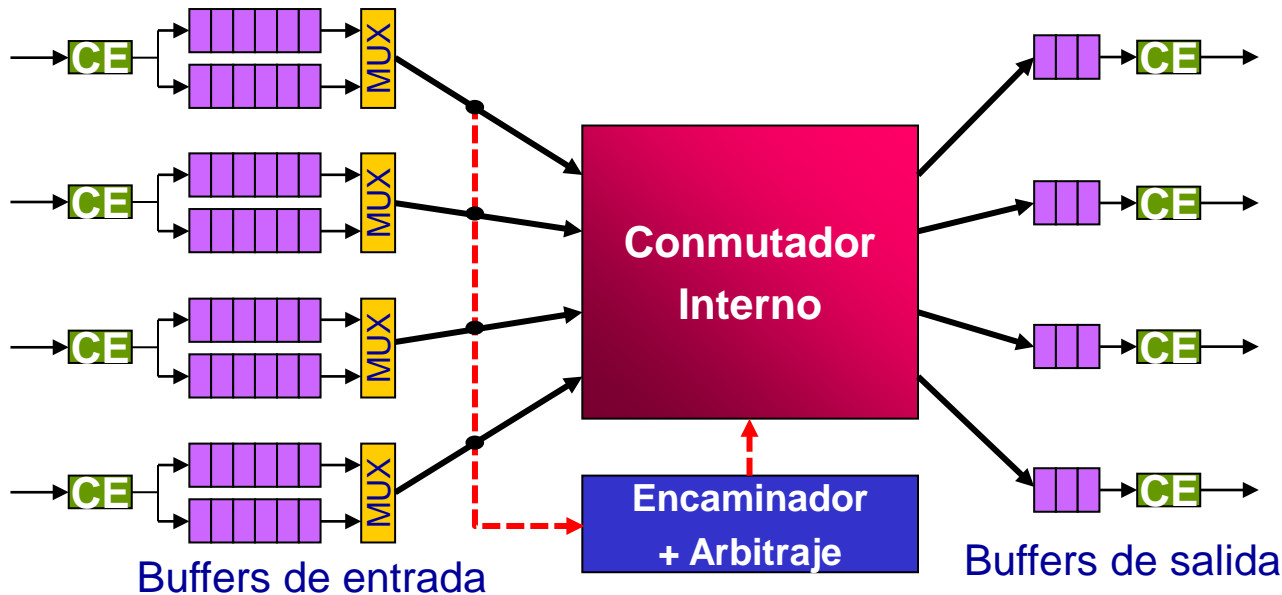 CE
MUX
CE
CE
MUX
CE
CE
MUX
CE
CE
MUX
CE
Conmutador
Interno
Encaminador
+ Arbitraje
Buffers de entrada
Buffers de salida